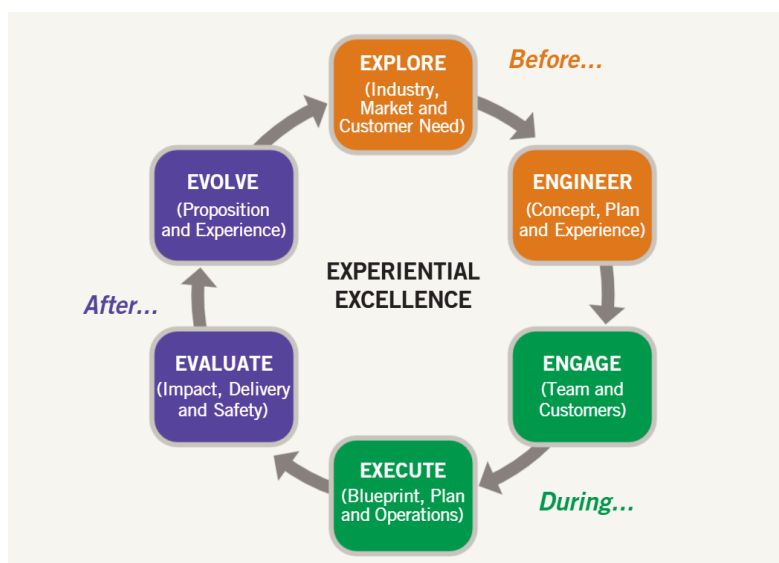 EXPLORE
(Industry,
Market and
Customer Need)
Before...
ENGINEER
(Concept, Plan
and Experience)
ENGAGE
(Team and
Customers)
During...
EXECUTE
(Blueprint, Plan
and Operations)
EVALUATE
(Impact, Delivery
and Safety)
After...
EVOLVE
(Proposition
and Experience)
EXPERIENTIAL
EXCELLENCE